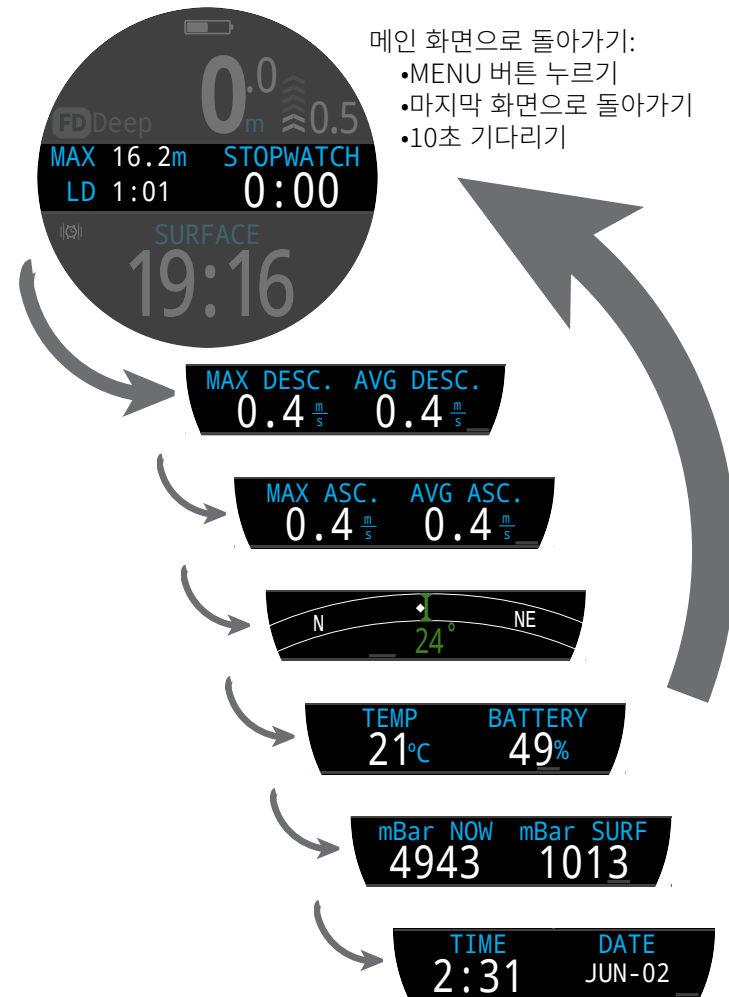 메인 화면으로 돌아가기:
•MENU 버튼 누르기
•마지막 화면으로 돌아가기
•10초 기다리기
0.0m 0.5
FD Deep
MAX 16.2m STOPWATCH
LD 1:01 0:00
SURFACE
19:16
MAX DESC. AVG DESC.
0.4 m/s 0.4 m/s
MAX ASC. AVG ASC.
0.4 m/s 0.4 m/s
N NE
24°
TEMP BATTERY
21°C 49%
mBar NOW mBar SURF
4943 1013
TIME DATE
2:31 JUN-02